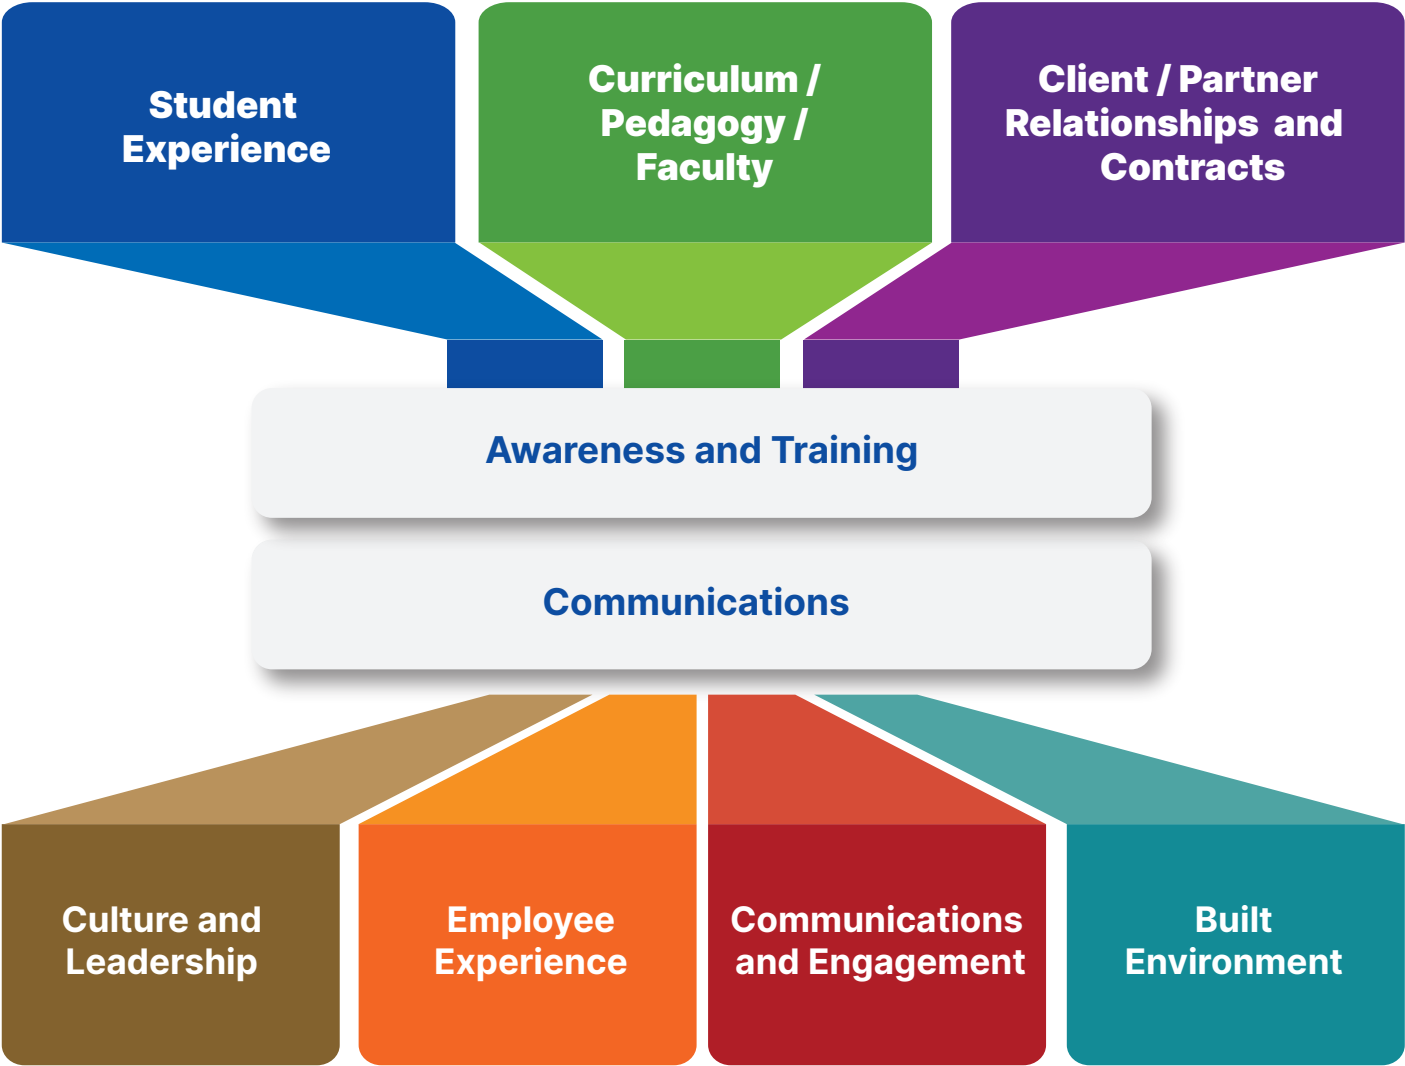 Student
Experience
Curriculum /
Pedagogy /
Faculty
Client / Partner
Relationships and
Contracts
Awareness and Training
Communications
Culture and
Leadership
Employee
Experience
Communications
and Engagement
Built
Environment